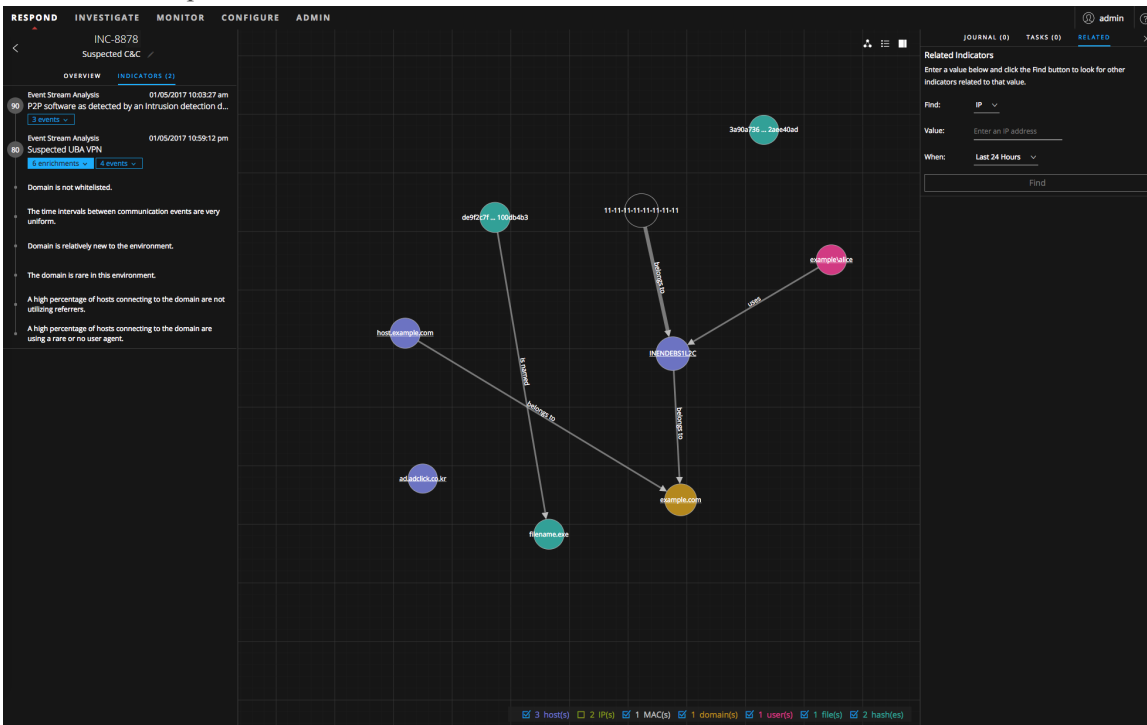 RESPOND INVESTIGATE MONITOR CONFIGURE ADMIN
admin
INC-8878
Suspected C&C
OVERVIEW INDICATORS (2)
Event Stream Analysis 01/05/2017 10:03:27 am
90 P2P software as detected by an Intrusion detection d...
3 events
Event Stream Analysis 01/05/2017 10:59:12 pm
80 Suspected UBA VPN
6 enrichments 4 events
Domain is not whitelisted.
The time intervals between communication events are very
uniform.
Domain is relatively new to the environment.
The domain is rare in this environment.
A high percentage of hosts connecting to the domain are not
utilizing referrers.
A high percentage of hosts connecting to the domain are
using a rare or no user agent.
3a90a736 ... 2aee40ad
11-11-11-11-11-11-11-11
de9f2c7f ... 100db4b3
example\alice
belongs to
uses
host.example.com
INENDEBS1L2C
is named
belongs to
belongs to
ad.adclick.co.kr
example.com
filename.exe
3 host(s) 2 IP(s) 1 MAC(s) 1 domain(s) 1 user(s) 1 file(s) 2 hash(es)
JOURNAL (0) TASKS (0) RELATED
Related Indicators
Enter a value below and click the Find button to look for other
indicators related to that value.
Find: IP
Value: Enter an IP address
When: Last 24 Hours
Find